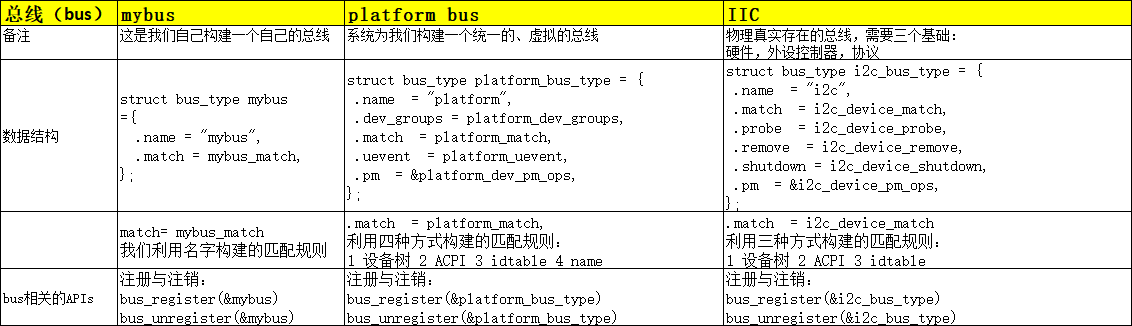 总线（bus） mybus platform bus IIC
备注 这是我们自己构建一个自己的总线 系统为我们构建一个统一的、虚拟的总线 物理真实存在的总线，需要三个基础：
硬件，外设控制器，协议
数据结构
struct bus_type mybus
={
.name = "mybus",
.match = mybus_match,
};
struct bus_type platform_bus_type = {
.name = "platform",
.dev_groups = platform_dev_groups,
.match = platform_match,
.uevent = platform_uevent,
.pm = &platform_dev_pm_ops,
};
struct bus_type i2c_bus_type = {
.name = "i2c",
.match = i2c_device_match,
.probe = i2c_device_probe,
.remove = i2c_device_remove,
.shutdown = i2c_device_shutdown,
.pm = &i2c_device_pm_ops,
};
match= mybus_match
我们利用名字构建的匹配规则
.match = platform_match,
利用四种方式构建的匹配规则：
1 设备树 2 ACPI 3 idtable 4 name
.match = i2c_device_match
利用三种方式构建的匹配规则：
1 设备树 2 ACPI 3 idtable
bus相关的APIs
注册与注销：
bus_register(&mybus)
bus_unregister(&mybus)
注册与注销：
bus_register(&platform_bus_type)
bus_unregister(&platform_bus_type)
注册与注销：
bus_register(&i2c_bus_type)
bus_unregister(&i2c_bus_type)